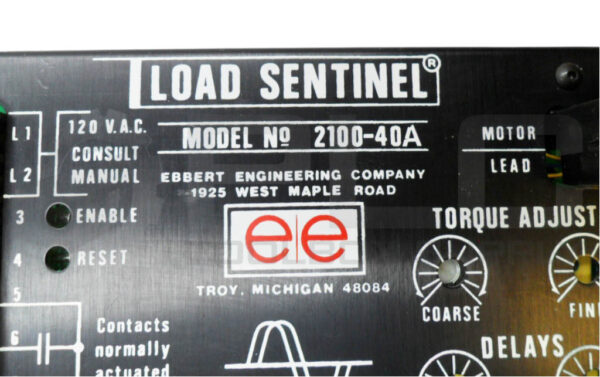 LOAD SENTINEL®
L1 120 V.A.C.
CONSULT
L2 MANUAL
MODEL Nº 2100-40A
EBBERT ENGINEERING COMPANY
1925 WEST MAPLE ROAD
ee
TROY, MICHIGAN 48084
MOTOR
LEAD
3 ENABLE
4 RESET
5
6
Contacts
normally
actuated
TORQUE ADJUST
COARSE
FIN
DELAYS